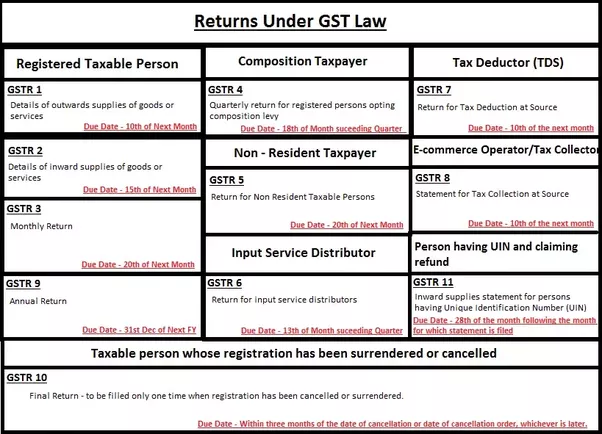 Returns Under GST Law
Registered Taxable Person
GSTR 1
Details of outwards supplies of goods or
services
Due Date - 10th of Next Month
GSTR 2
Details of inward supplies of goods or
services
Due Date - 15th of Next Month
GSTR 3
Monthly Return
Due Date - 20th of Next Month
GSTR 9
Annual Return
Due Date - 31st Dec of Next FY
Composition Taxpayer
GSTR 4
Quarterly return for registered persons opting
composition levy
Due Date - 18th of Month suceeding Quarter
Non - Resident Taxpayer
GSTR 5
Return for Non Resident Taxable Persons
Due Date - 20th of Next Month
Input Service Distributor
GSTR 6
Return for input service distributors
Due Date - 13th of Month suceeding Quarter
Tax Deductor (TDS)
GSTR 7
Return for Tax Deduction at Source
Due Date - 10th of the next month
E-commerce Operator/Tax Collector
GSTR 8
Statement for Tax Collection at Source
Due Date - 10th of the next month
Person having UIN and claiming
refund
GSTR 11
Inward supplies statement for persons
having Unique Identification Number (UIN)
Due Date - 28th of the month following the month
for which statement is filed
Taxable person whose registration has been surrendered or cancelled
GSTR 10
Final Return - to be filled only one time when registration has been cancelled or surrendered.
Due Date - Within three months of the date of cancellation or date of cancellation order, whichever is later.